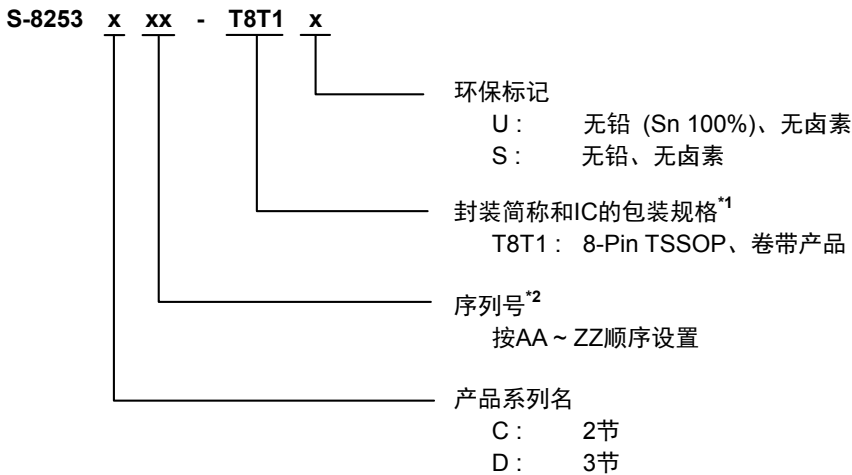 S-8253 x xx - T8T1 x
环保标记
U : 无铅 (Sn 100%)、无卤素
S : 无铅、无卤素
封装简称和IC的包装规格*1
T8T1 : 8-Pin TSSOP、卷带产品
序列号*2
按AA ~ ZZ顺序设置
产品系列名
C : 2节
D : 3节